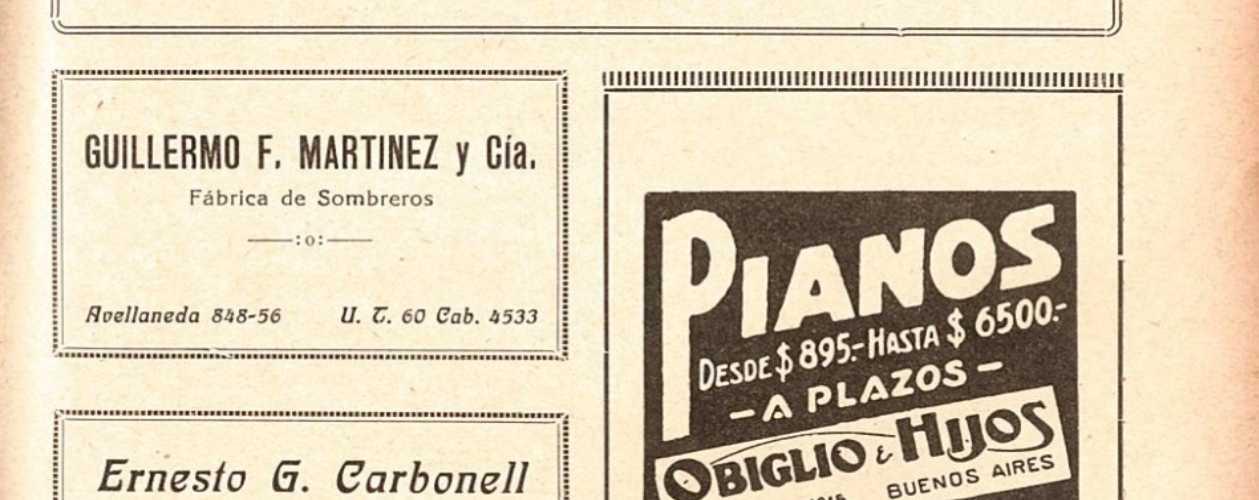 GUILLERMO F. MARTINEZ y Cía.
Fábrica de Sombreros
—:o:—
Avellaneda 848-56 U. T. 60 Cab. 4533
Ernesto G. Carbonell
PIANOS
DESDE $ 895.- HASTA $ 6500.-
- A PLAZOS -
OBIGLIO & HIJOS
BUENOS AIRES